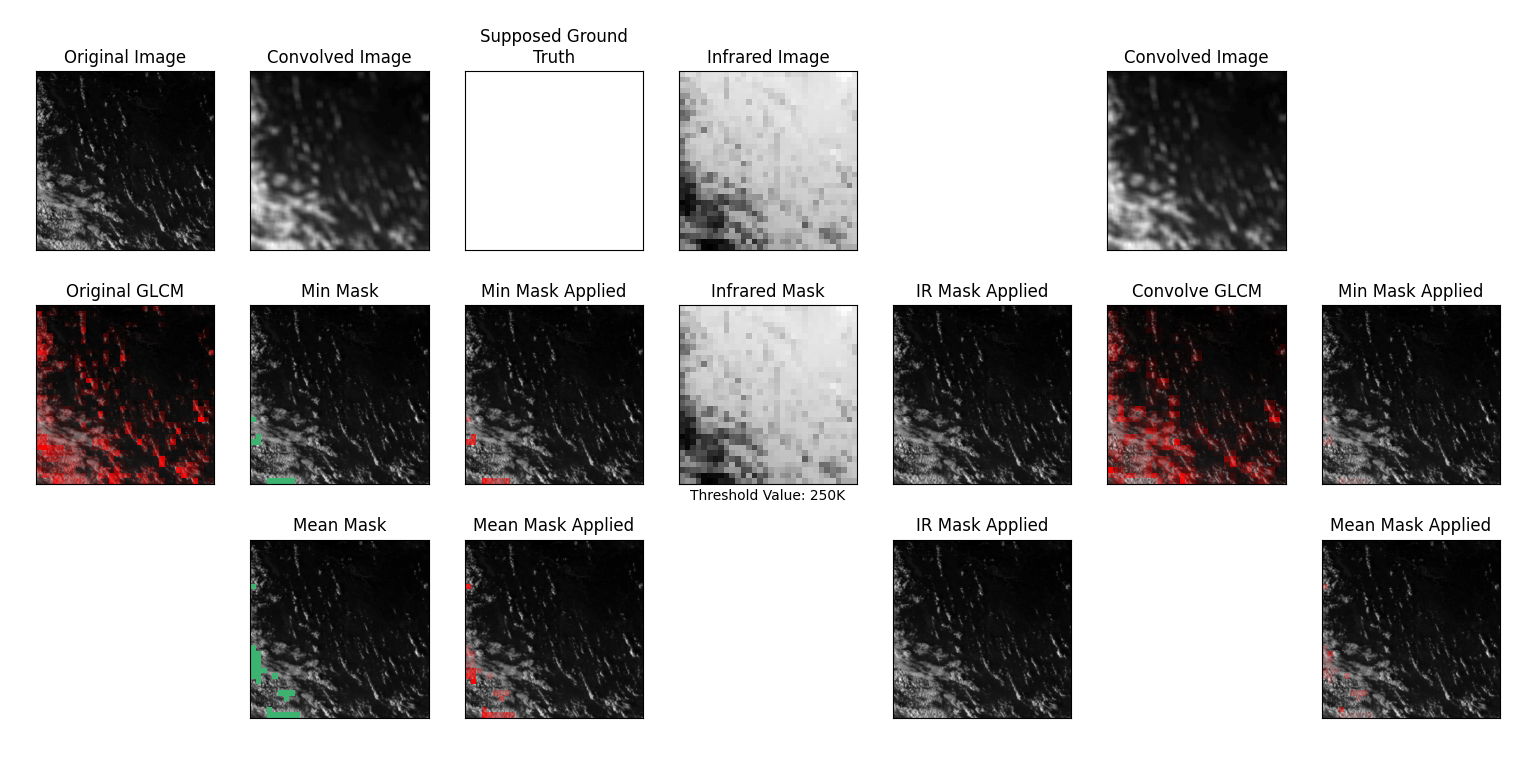 Original Image
Convolved Image
Supposed Ground
Truth
Infrared Image
Convolved Image
Original GLCM
Min Mask
Min Mask Applied
Infrared Mask
IR Mask Applied
Convolve GLCM
Min Mask Applied
Threshold Value: 250K
Mean Mask
Mean Mask Applied
IR Mask Applied
Mean Mask Applied